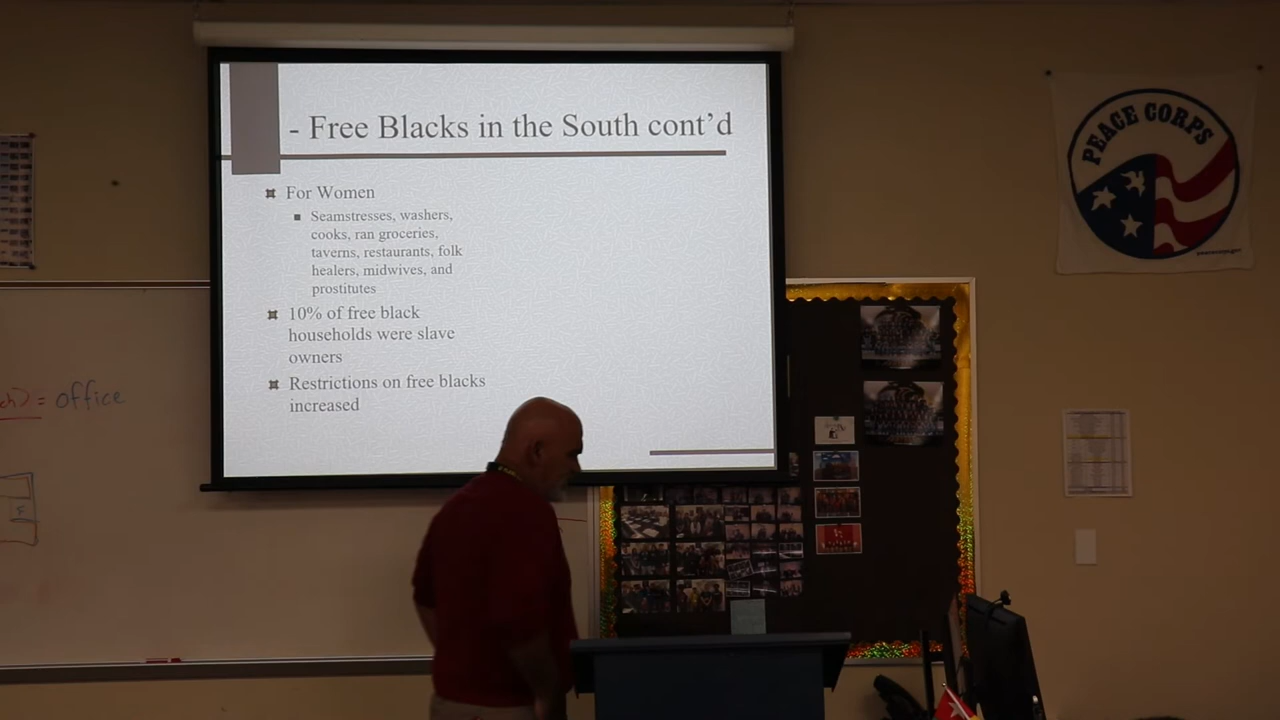 - Free Blacks in the South cont'd
For Women
Seamstresses, washers,
cooks, ran groceries,
taverns, restaurants, folk
healers, midwives, and
prostitutes
10% of free black
households were slave
owners
Restrictions on free blacks
increased
PEACE CORPS
= office